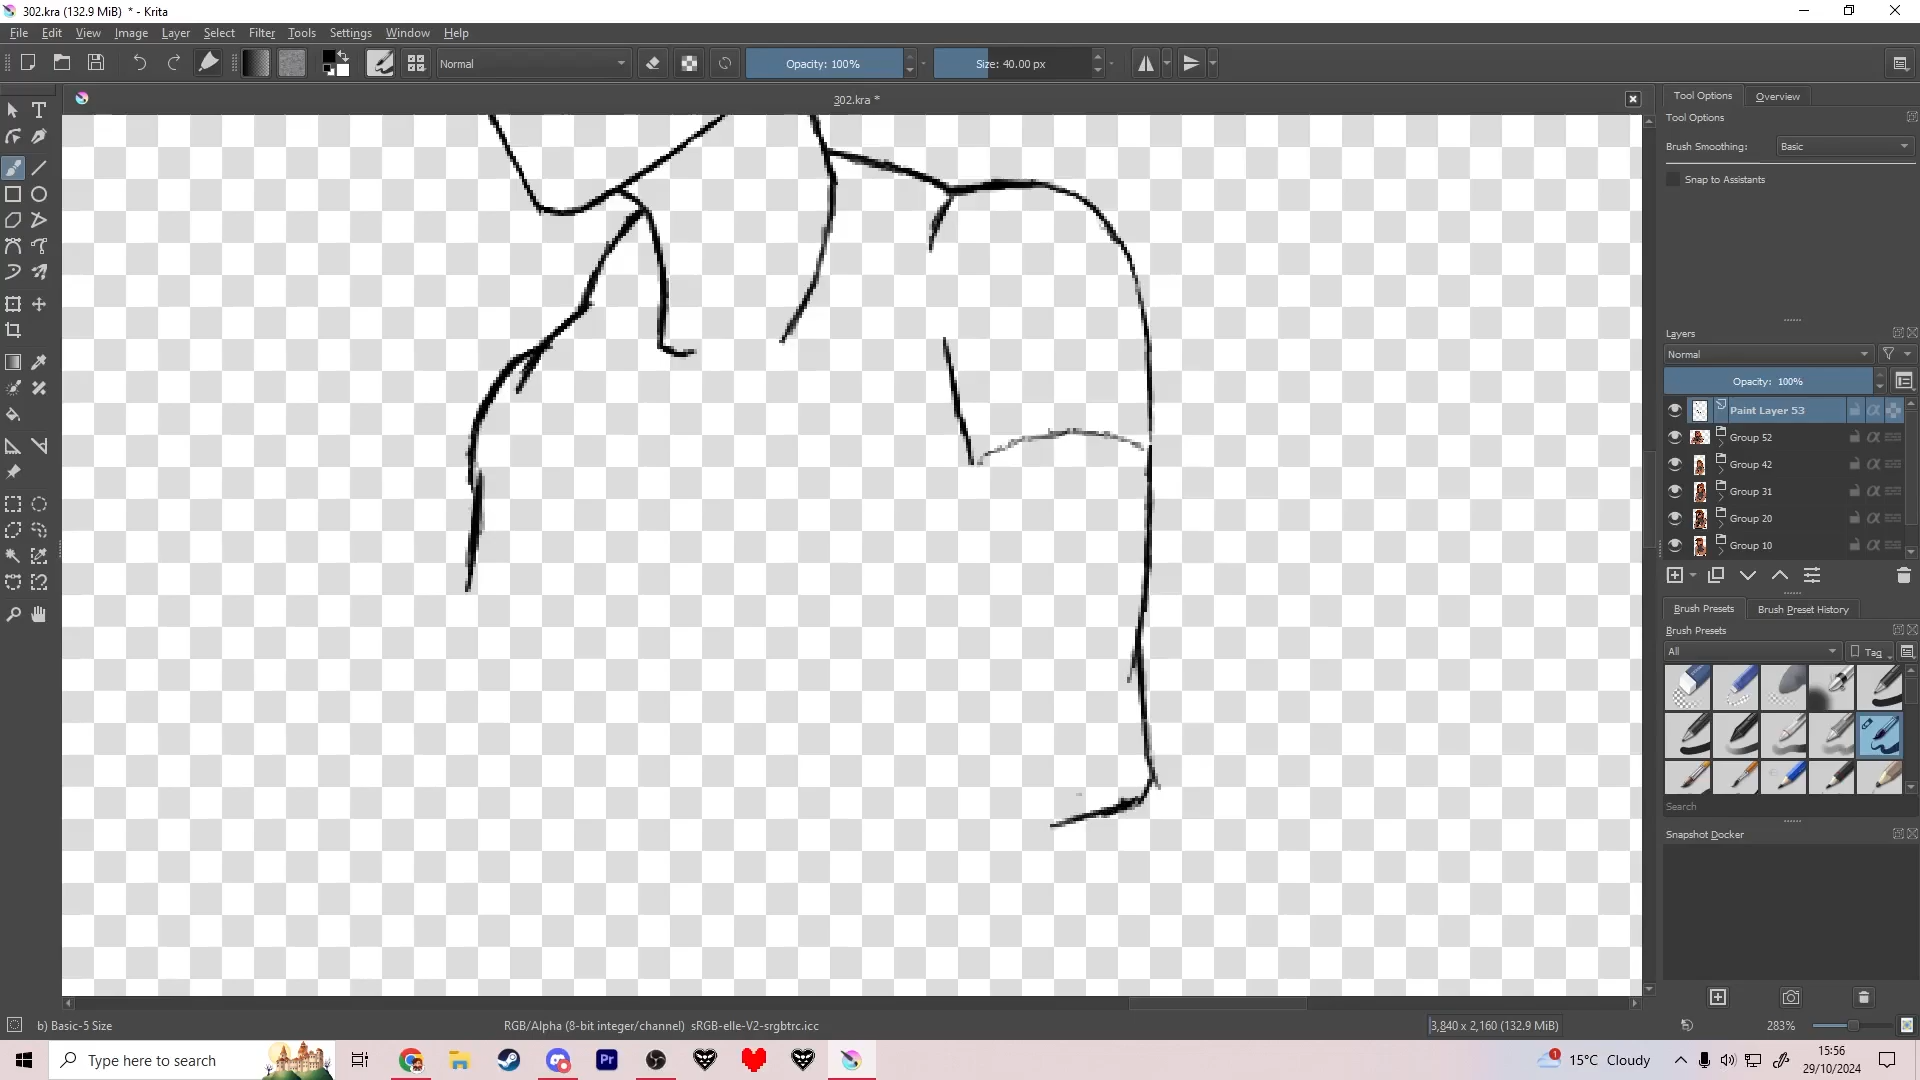 302.kra (132.9 MiB) * - Krita
File Edit View Image Layer Select Filter Tools Settings Window Help
Normal
Opacity: 100%
Size: 40.00 px
302.kra *
Tool Options
Overview
Tool Options
Brush Smoothing: Basic
Snap to Assistants
Layers
Normal
Opacity: 100%
Paint Layer 53
Group 52
Group 42
Group 31
Group 20
Group 10
Brush Presets
Brush Preset History
Brush Presets
All
Tag
Search
Snapshot Docker
b) Basic-5 Size
RGB/Alpha (8-bit integer/channel) sRGB-elle-V2-srgbtrc.icc
3,840 x 2,160 (132.9 MiB)
283%
Type here to search
Pr
1
15°C Cloudy
15:56
29/10/2024